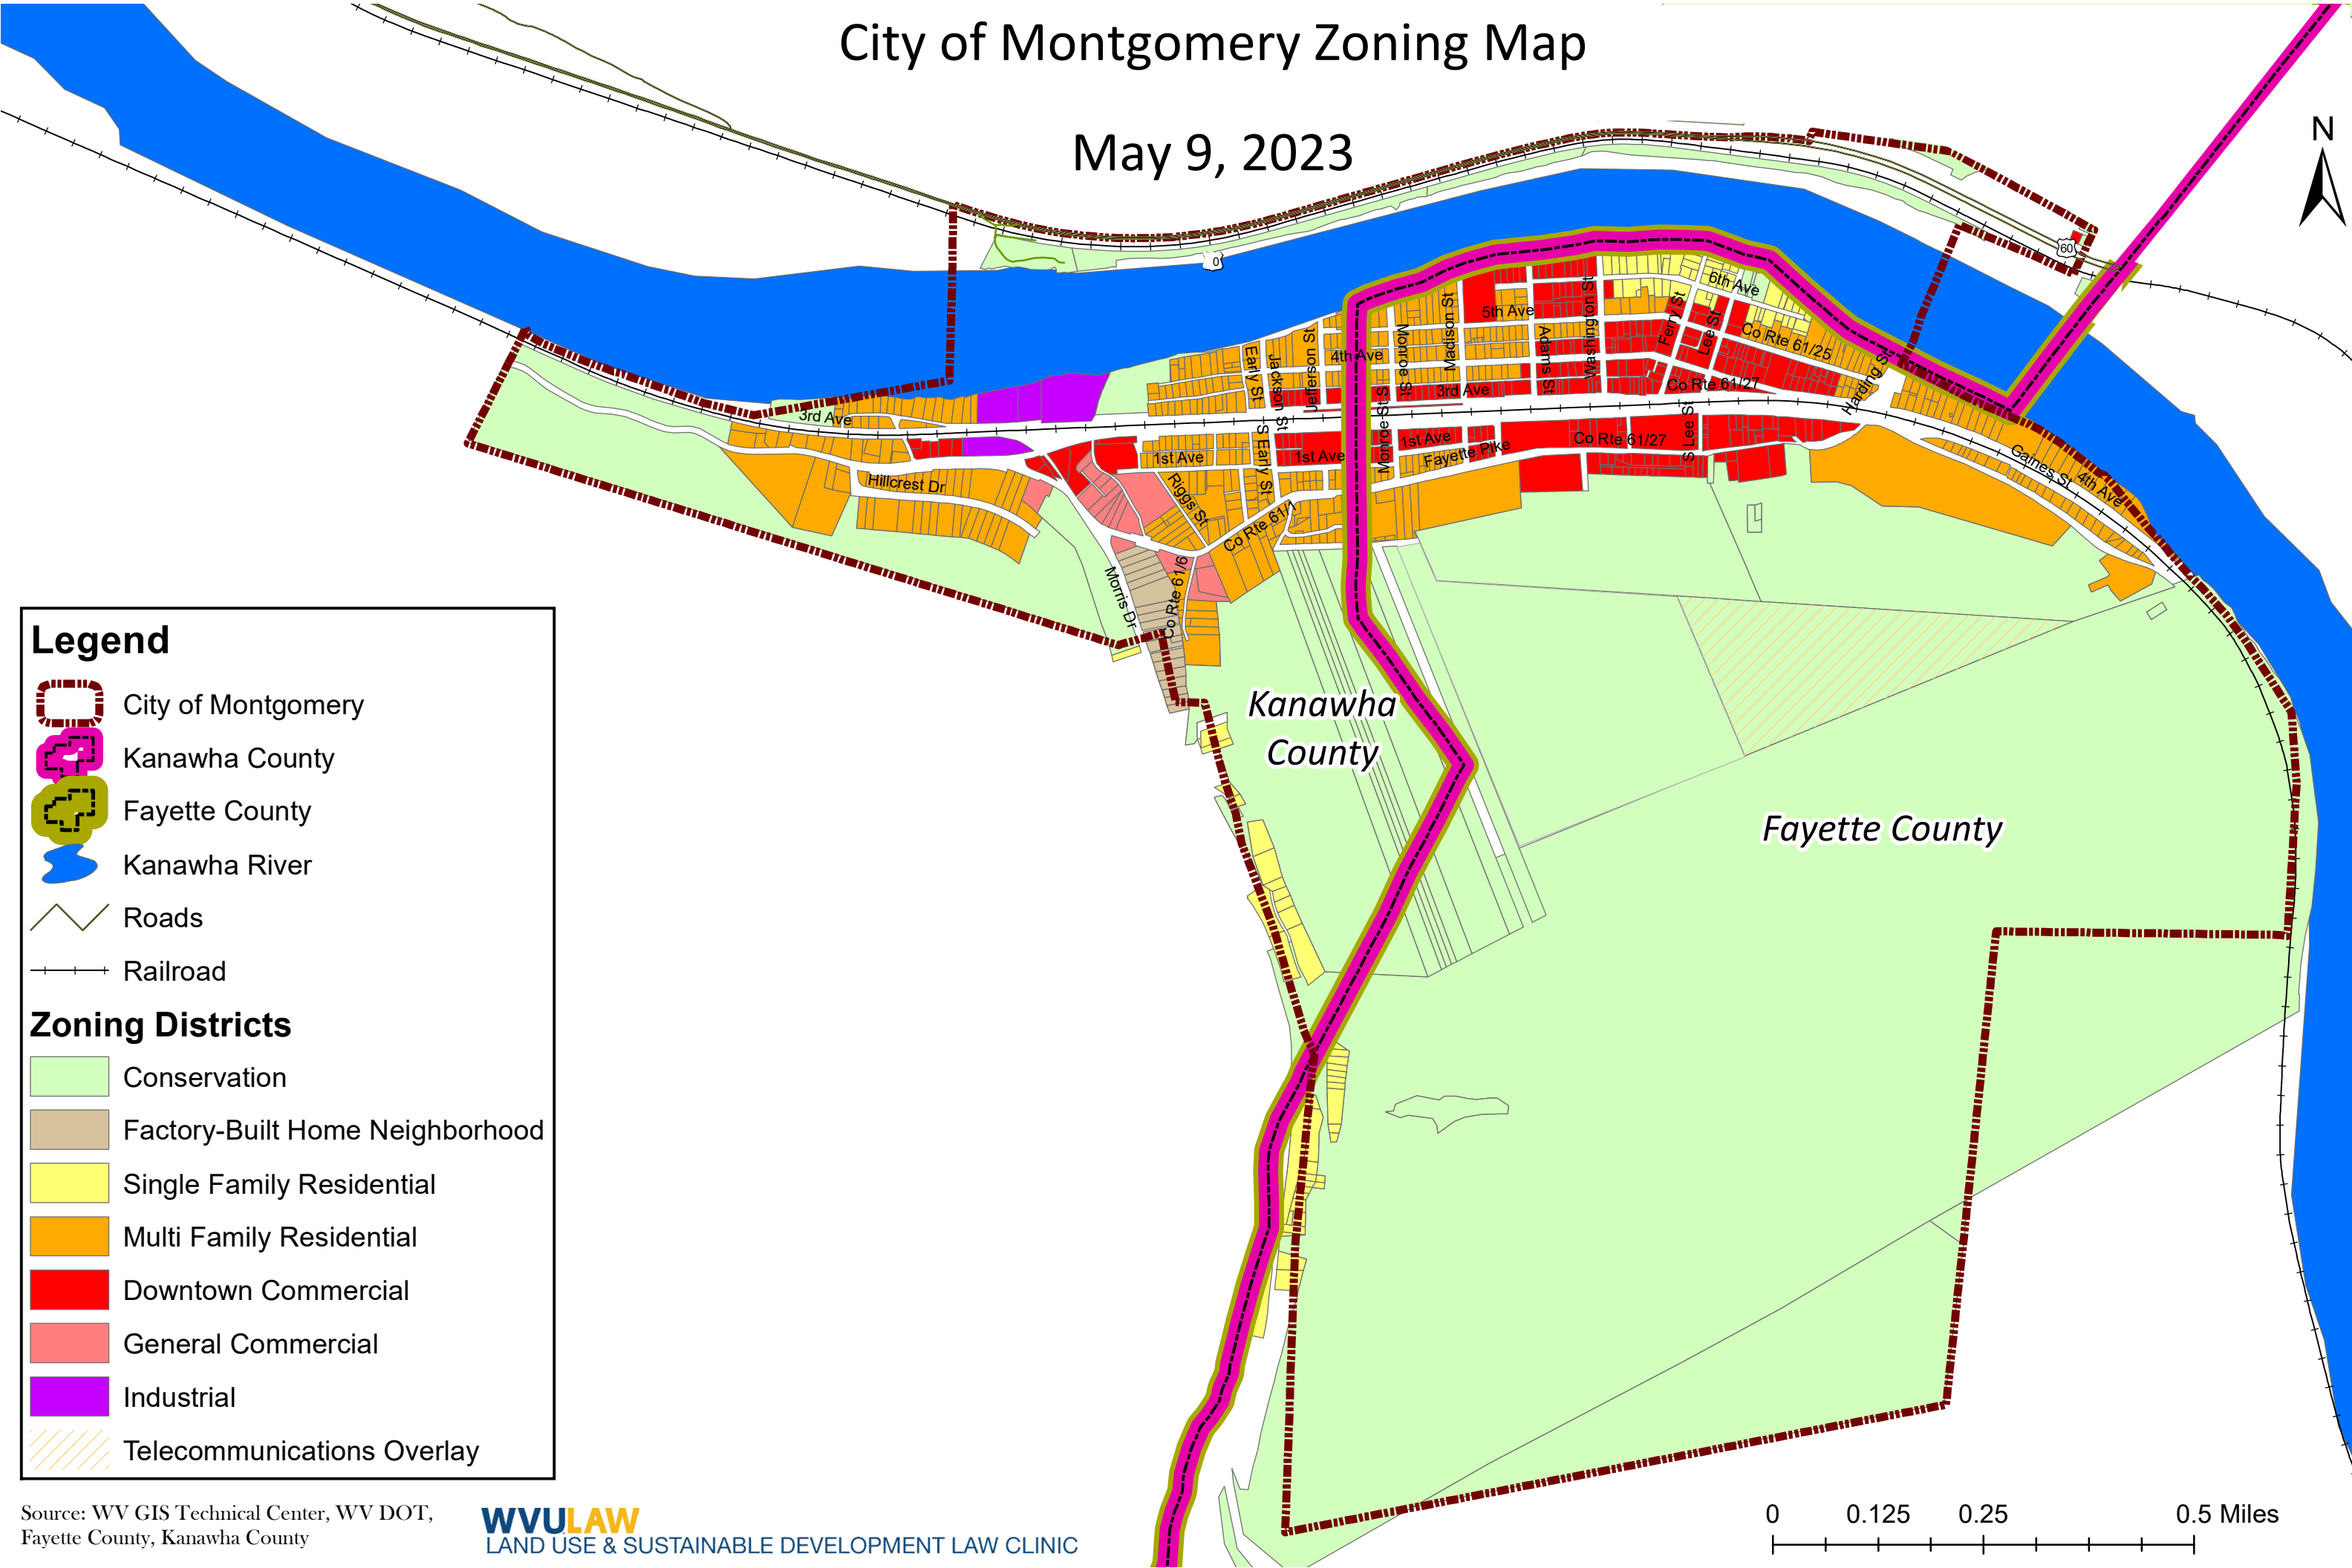 City of Montgomery Zoning Map
May 9, 2023
N
60
0
6th Ave
5th Ave
4th Ave
3rd Ave
3rd Ave
Early St
Jackson St
Jefferson St
Monroe St
Madison St
Adams St
Washington St
Ferry St
Lee St
Co Rte 61/25
Co Rte 61/27
Harding St
1st Ave
1st Ave
1st Ave
S Early St
Monroe St S
Fayette Pike
Co Rte 61/27
S Lee St
Gaines St
4th Ave
Hillcrest Dr
Riggs St
Co Rte 61/1
Co Rte 61/6
Morris Dr
Kanawha
County
Fayette County
Legend
City of Montgomery
Kanawha County
Fayette County
Kanawha River
Roads
Railroad
Zoning Districts
Conservation
Factory-Built Home Neighborhood
Single Family Residential
Multi Family Residential
Downtown Commercial
General Commercial
Industrial
Telecommunications Overlay
Source: WV GIS Technical Center, WV DOT,
Fayette County, Kanawha County
WVULAW
LAND USE & SUSTAINABLE DEVELOPMENT LAW CLINIC
0 0.125 0.25 0.5 Miles